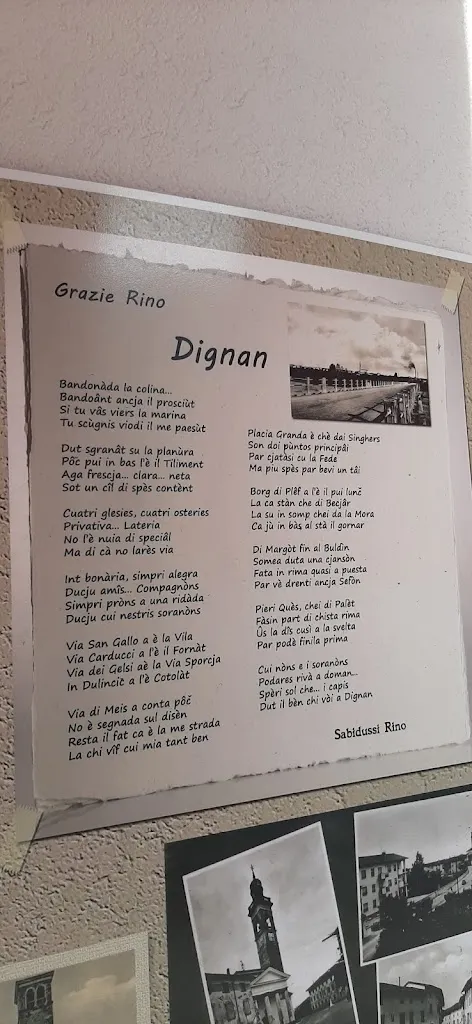 Grazie Rino
Dignan
Bandonàda la colina...
Bandoânt ancja il prosciùt
Si tu vâs viers la marina
Tu scùgnis viodi il me paesùt
Dut sgranât su la planùra
Pôc pui in bas l'è il Tiliment
Aga frescja... clara... neta
Sot un cîl di spès contènt
Cuatri glesies, cuatri osteries
Privativa... Lateria
No l'è nuia di speciâl
Ma di cà no larès via
Int bonària, simpri alegra
Ducju amîs... Compagnòns
Simpri pròns a una ridàda
Ducju cui nestris soranòns
Via San Gallo a è la Vila
Via Carducci a l'è il Fornàt
Via dei Gelsi aè la Via Sporcja
In Dulincìt a l'è Cotolàt
Via di Meis a conta pôc
No è segnada sul disèn
Resta il fat ca è la me strada
La chi vîf cui mia tant ben
Placia Granda è chè dai Singhers
Son doi pùntos principâi
Par cjatàsi cu la Fede
Ma piu spès par bevi un tâi
Borg di Plêf a l'è il pui lunc
La ca stàn che di Becjâr
La su in somp chei da la Mora
Ca jù in bàs al stà il gornar
Di Margòt fin al Buldìn
Somea duta una cjansòn
Fata in rima quasi a puesta
Par vè drenti ancja Sefòn
Pieri Quès, chei di Palèt
Fàsin part di chista rima
Ùs la dîs cusì a la svelta
Par podè finìla prima
Cui nòns e i soranòns
Podares rivà a doman...
Spèri sol che... i capis
Dut il bèn chi vòi a Dignan
Sabidussi Rino